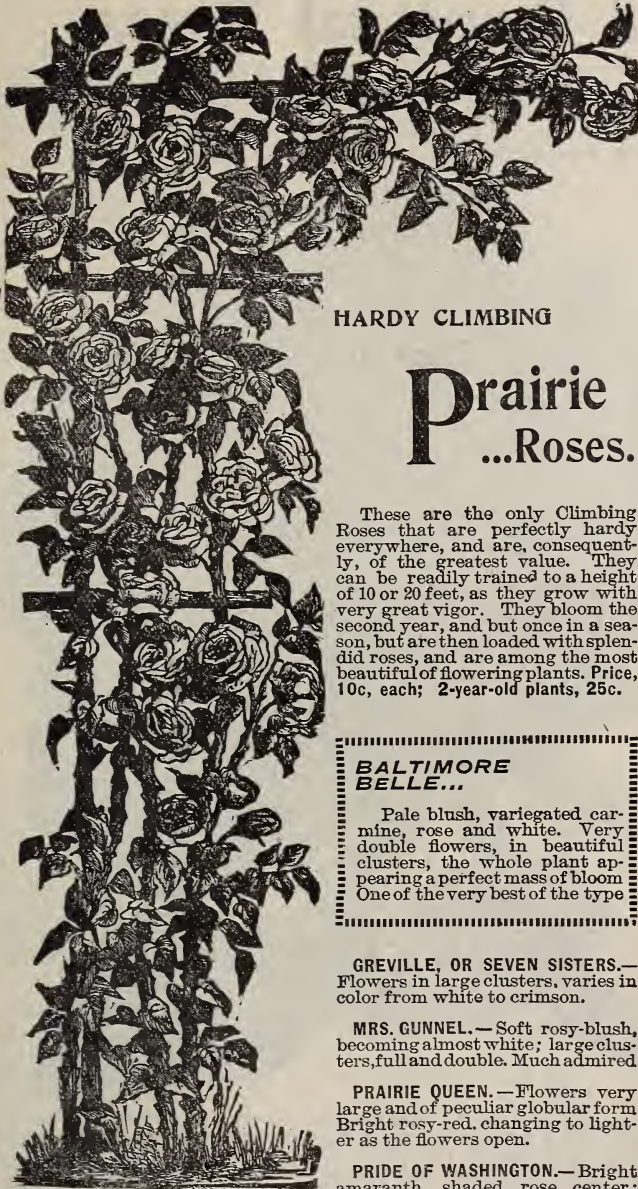 HARDY CLIMBING
Prairie
...Roses.
These are the only Climbing
Roses that are perfectly hardy
everywhere, and are, consequent-
ly, of the greatest value. They
can be readily trained to a height
of 10 or 20 feet, as they grow with
very great vigor. They bloom the
second year, and but once in a sea-
son, but are then loaded with splen-
did roses, and are among the most
beautiful of flowering plants. Price,
10c, each; 2-year-old plants, 25c.
BALTIMORE
BELLE...
Pale blush, variegated car-
mine, rose and white. Very
double flowers, in beautiful
clusters, the whole plant ap-
pearing a perfect mass of bloom
One of the very best of the type
GREVILLE, OR SEVEN SISTERS.—
Flowers in large clusters, varies in
color from white to crimson.
MRS. GUNNEL.—Soft rosy-blush,
becoming almost white; large clus-
ters, full and double. Much admired
PRAIRIE QUEEN.—Flowers very
large and of peculiar globular form
Bright rosy-red. changing to light-
er as the flowers open.
PRIDE OF WASHINGTON.—Bright
amaranth, shaded rose center;